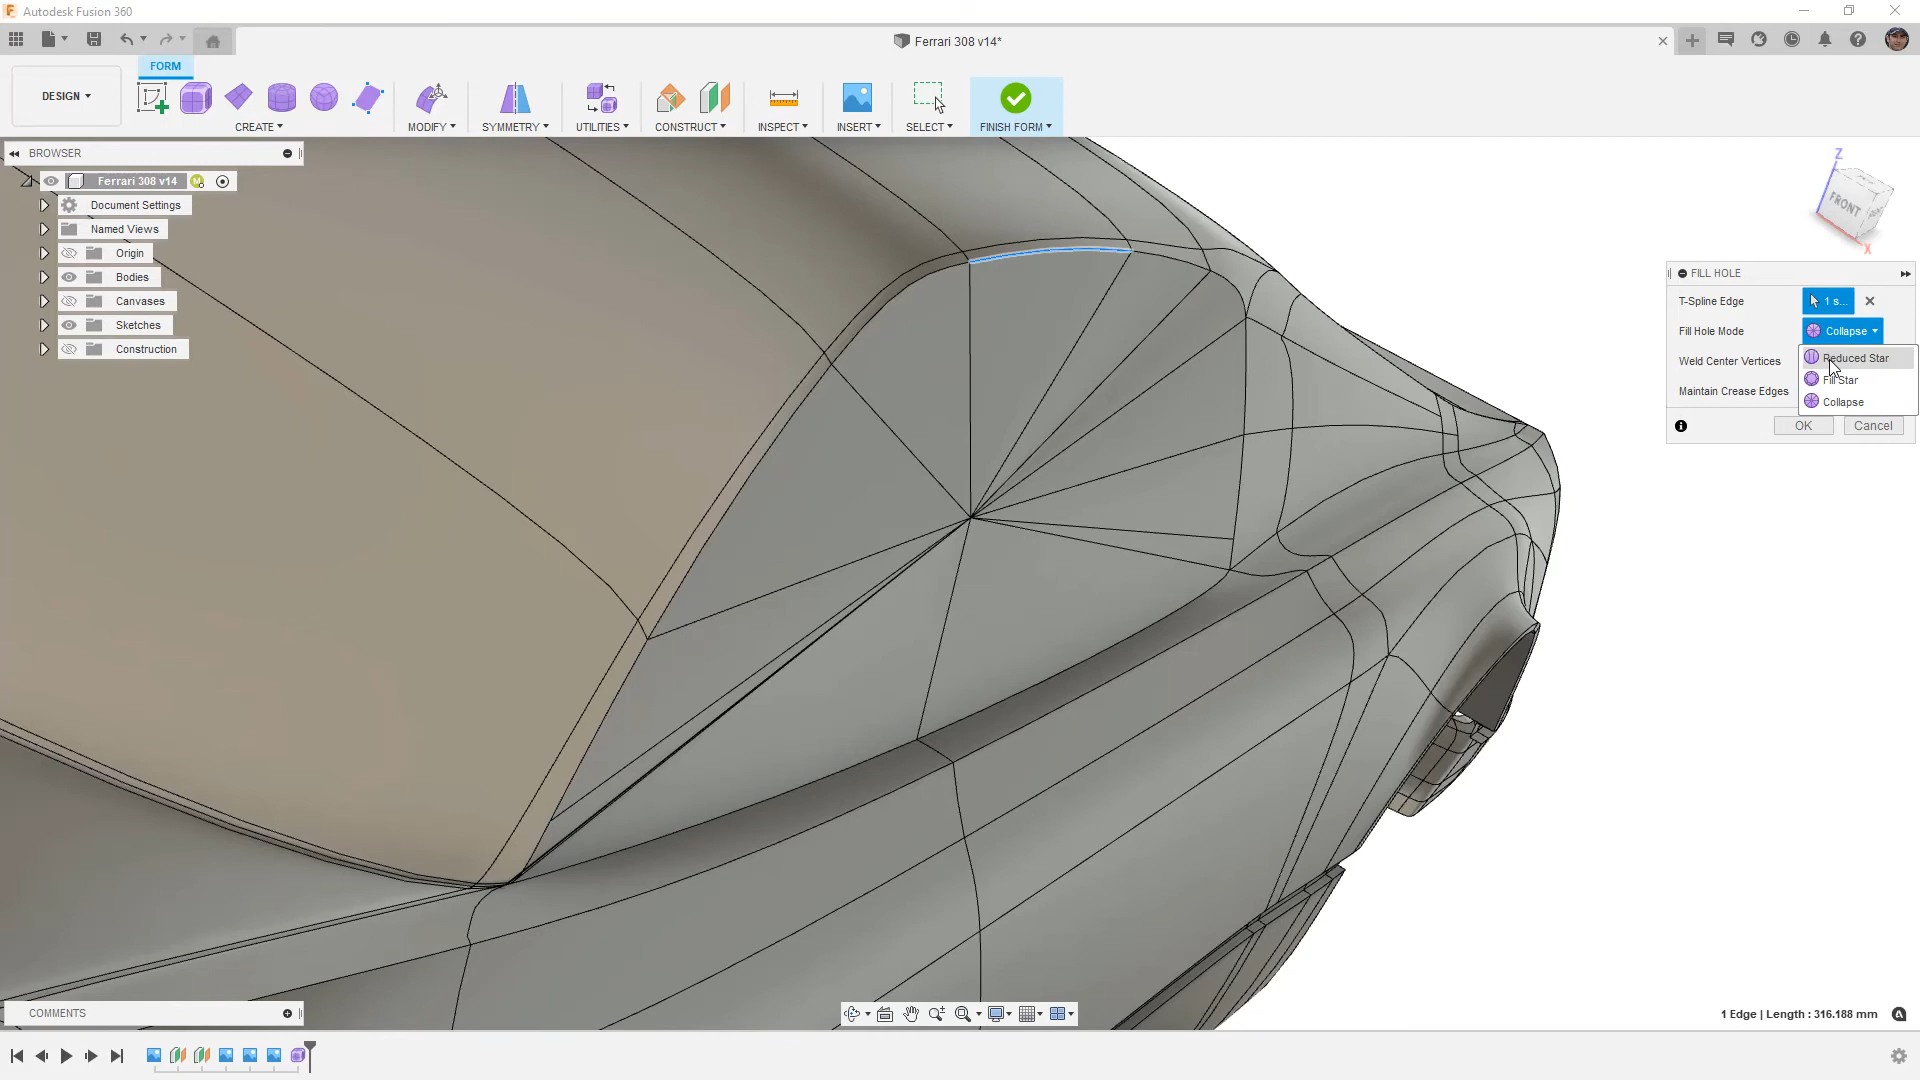 Autodesk Fusion 360
Ferrari 308 v14*
FORM
DESIGN
CREATE
MODIFY
SYMMETRY
UTILITIES
CONSTRUCT
INSPECT
INSERT
SELECT
FINISH FORM
BROWSER
Ferrari 308 v14
Document Settings
Named Views
Origin
Bodies
Canvases
Sketches
Construction
Z
FRONT
X
FILL HOLE
T-Spline Edge
1 s...
Fill Hole Mode
Collapse
Weld Center Vertices
Reduced Star
Fill Star
Maintain Crease Edges
Collapse
OK
Cancel
COMMENTS
1 Edge | Length : 316.188 mm